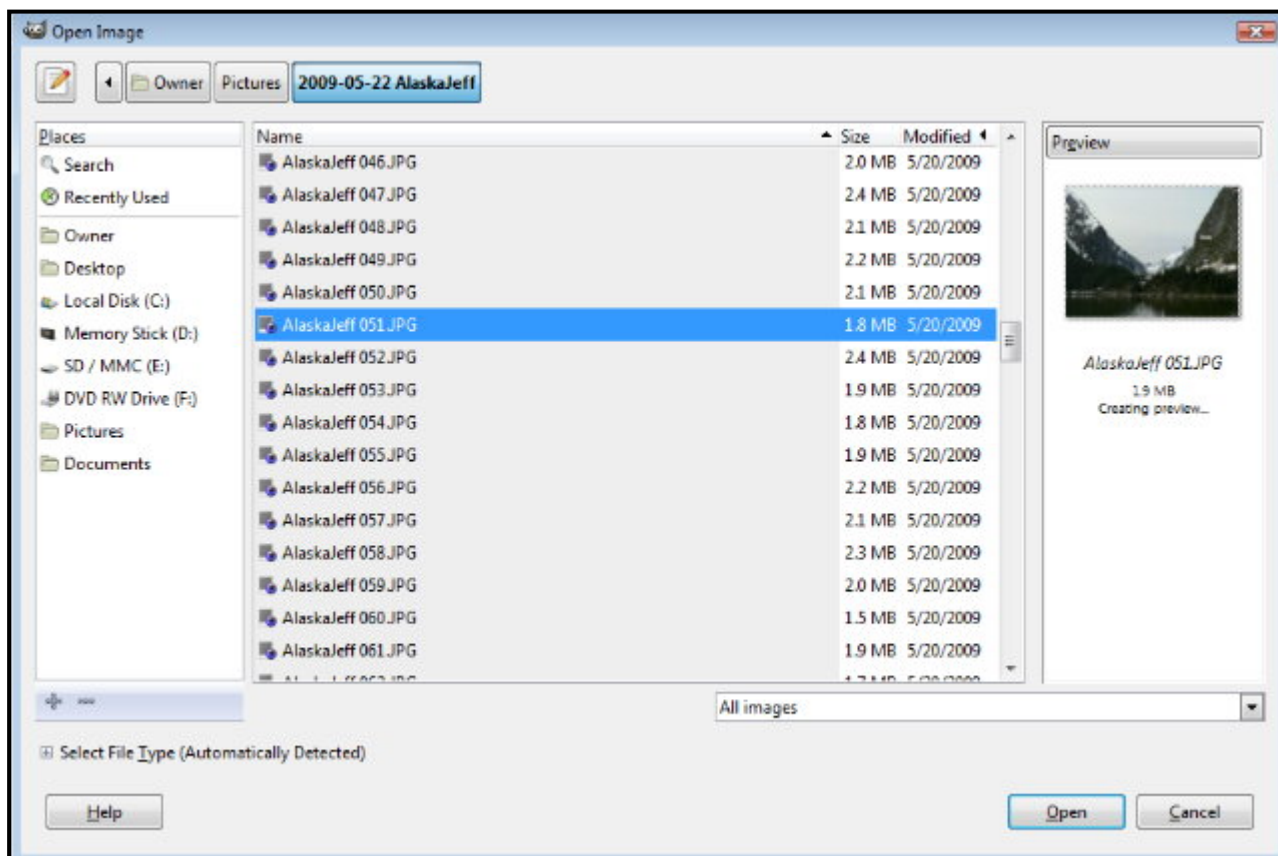 Open Image
Owner Pictures 2009-05-22 AlaskaJeff
Places
Search
Recently Used
Owner
Desktop
Local Disk (C:)
Memory Stick (D:)
SD / MMC (E:)
DVD RW Drive (F:)
Pictures
Documents
Name Size Modified
AlaskaJeff 046.JPG 2.0 MB 5/20/2009
AlaskaJeff 047.JPG 2.4 MB 5/20/2009
AlaskaJeff 048.JPG 2.1 MB 5/20/2009
AlaskaJeff 049.JPG 2.2 MB 5/20/2009
AlaskaJeff 050.JPG 2.1 MB 5/20/2009
AlaskaJeff 051.JPG 1.8 MB 5/20/2009
AlaskaJeff 052.JPG 2.4 MB 5/20/2009
AlaskaJeff 053.JPG 1.9 MB 5/20/2009
AlaskaJeff 054.JPG 1.8 MB 5/20/2009
AlaskaJeff 055.JPG 1.9 MB 5/20/2009
AlaskaJeff 056.JPG 2.2 MB 5/20/2009
AlaskaJeff 057.JPG 2.1 MB 5/20/2009
AlaskaJeff 058.JPG 2.3 MB 5/20/2009
AlaskaJeff 059.JPG 2.0 MB 5/20/2009
AlaskaJeff 060.JPG 1.5 MB 5/20/2009
AlaskaJeff 061.JPG 1.9 MB 5/20/2009
Preview
AlaskaJeff 051.JPG
1.9 MB
Creating preview...
All images
Select File Type (Automatically Detected)
Help
Open
Cancel